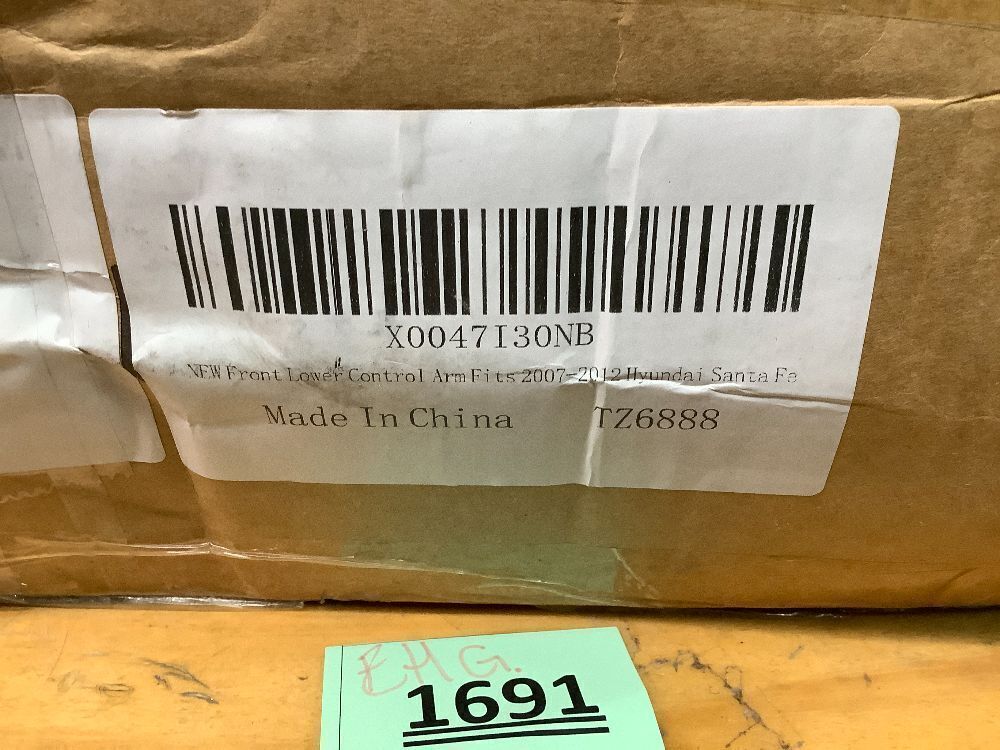 X0047I30NB
NEW Front Lower Control Arm Fits 2007-2012 Hyundai Santa Fe
Made In China TZ6888
EHG.
1691